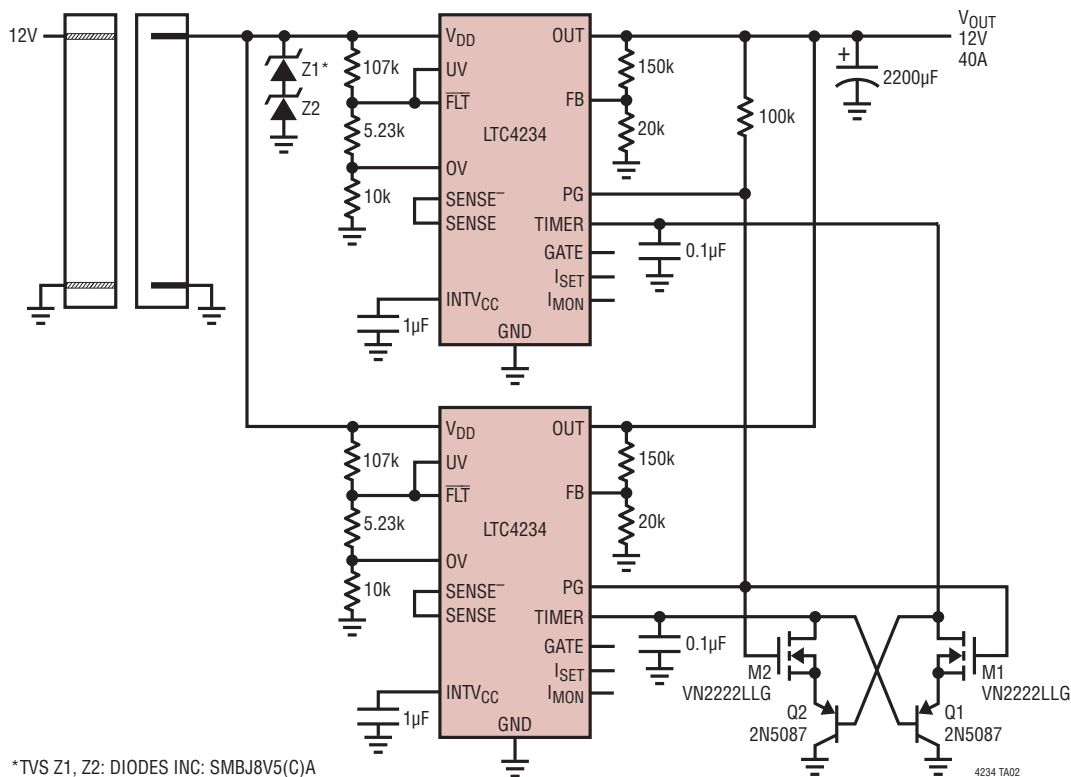 12V
Z1*
Z2
107k
5.23k
10k
VDD
UV
FLT
OV
SENSE–
SENSE
INTVCC
1µF
LTC4234
GND
OUT
FB
PG
TIMER
GATE
ISET
IMON
150k
20k
0.1µF
100k
VOUT
12V
40A
+
2200µF
107k
5.23k
10k
VDD
UV
FLT
OV
SENSE–
SENSE
INTVCC
1µF
LTC4234
GND
OUT
FB
PG
TIMER
GATE
ISET
IMON
150k
20k
0.1µF
M2
VN2222LLG
Q2
2N5087
M1
VN2222LLG
Q1
2N5087
*TVS Z1, Z2: DIODES INC: SMBJ8V5(C)A
4234 TA02